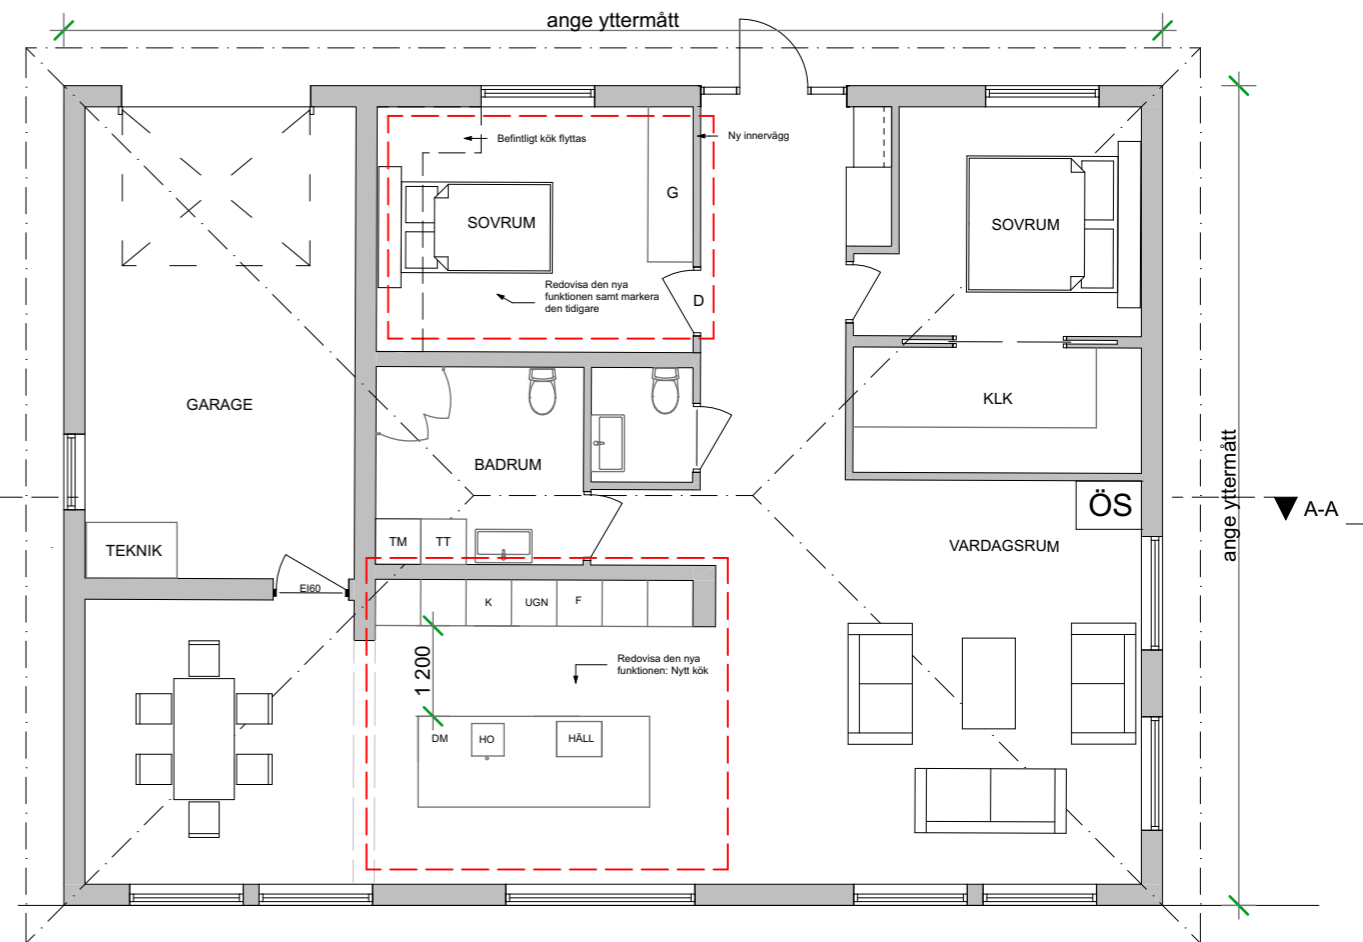 ange yttermått
Befintligt kök flyttas
Ny innervägg
G
SOVRUM
SOVRUM
Redovisa den nya
funktionen samt markera
den tidigare
D
GARAGE
KLK
BADRUM
ange yttermått
ÖS
A-A
TEKNIK
TM
TT
VARDAGSRUM
EI60
K
UGN
F
1 200
Redovisa den nya
funktionen: Nytt kök
DM
HO
HÄLL